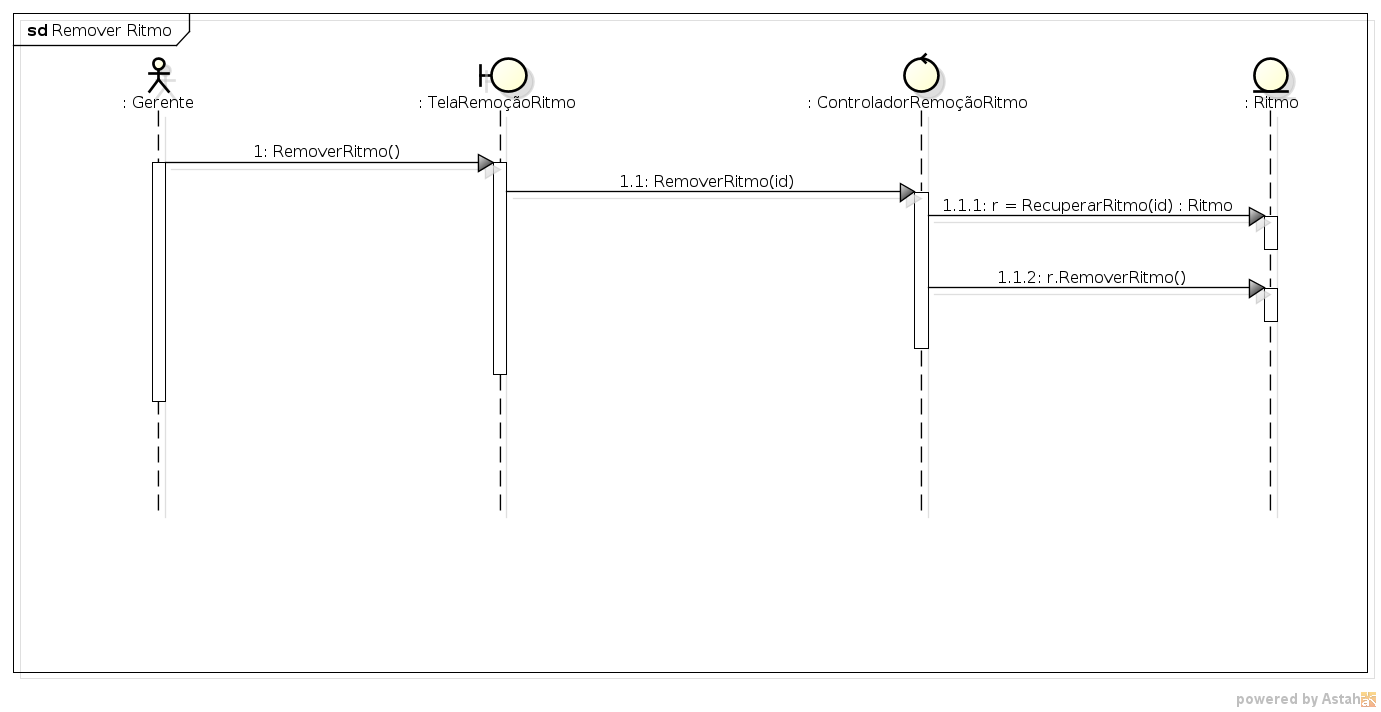 sd Remover Ritmo
: Gerente
: TelaRemoçãoRitmo
: ControladorRemoçãoRitmo
: Ritmo
1: RemoverRitmo()
1.1: RemoverRitmo(id)
1.1.1: r = RecuperarRitmo(id) : Ritmo
1.1.2: r.RemoverRitmo()
powered by Astah